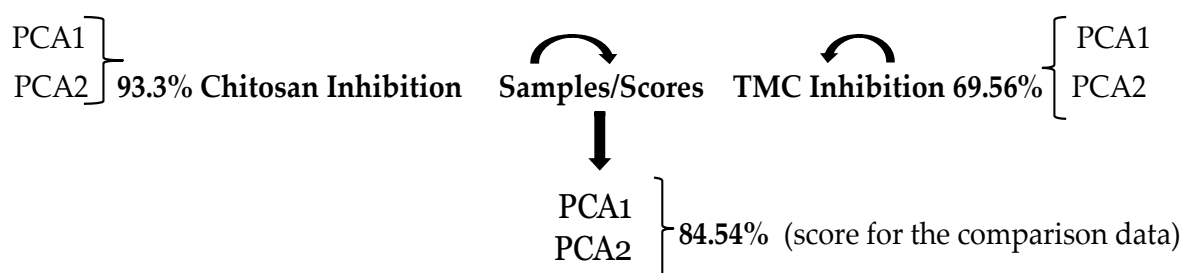 PCA1 PCA1
PCA2 93.3% Chitosan Inhibition Samples/Scores TMC Inhibition 69.56% PCA2
PCA1
PCA2 84.54% (score for the comparison data)